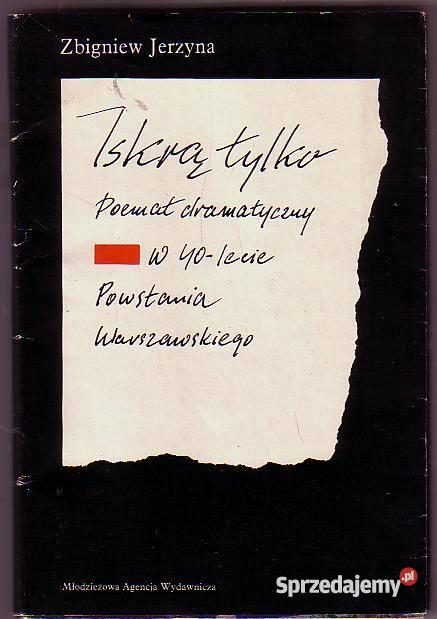 Zbigniew Jerzyna
Iskrą tylko
Poemat dramatyczny
w 40-lecie
Powstania
Warszawskiego
Młodzieżowa Agencja Wydawnicza
Sprzedajemy.pl